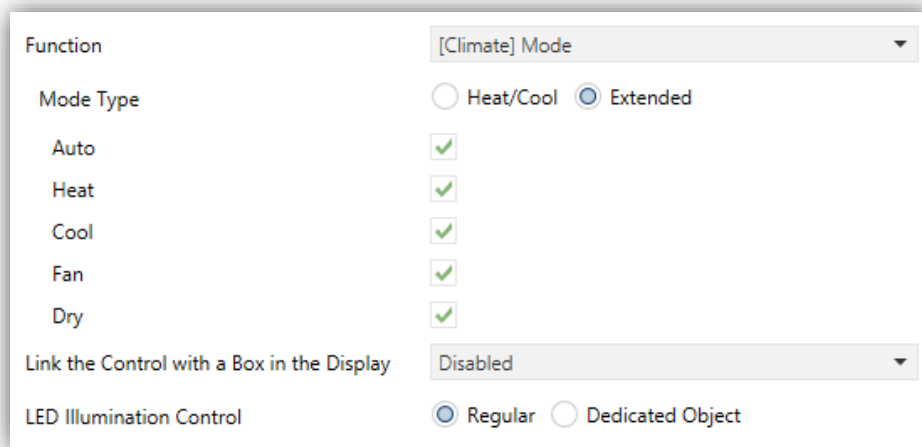 Function [Climate] Mode
Mode Type Heat/Cool Extended
Auto
Heat
Cool
Fan
Dry
Link the Control with a Box in the Display Disabled
LED Illumination Control Regular Dedicated Object